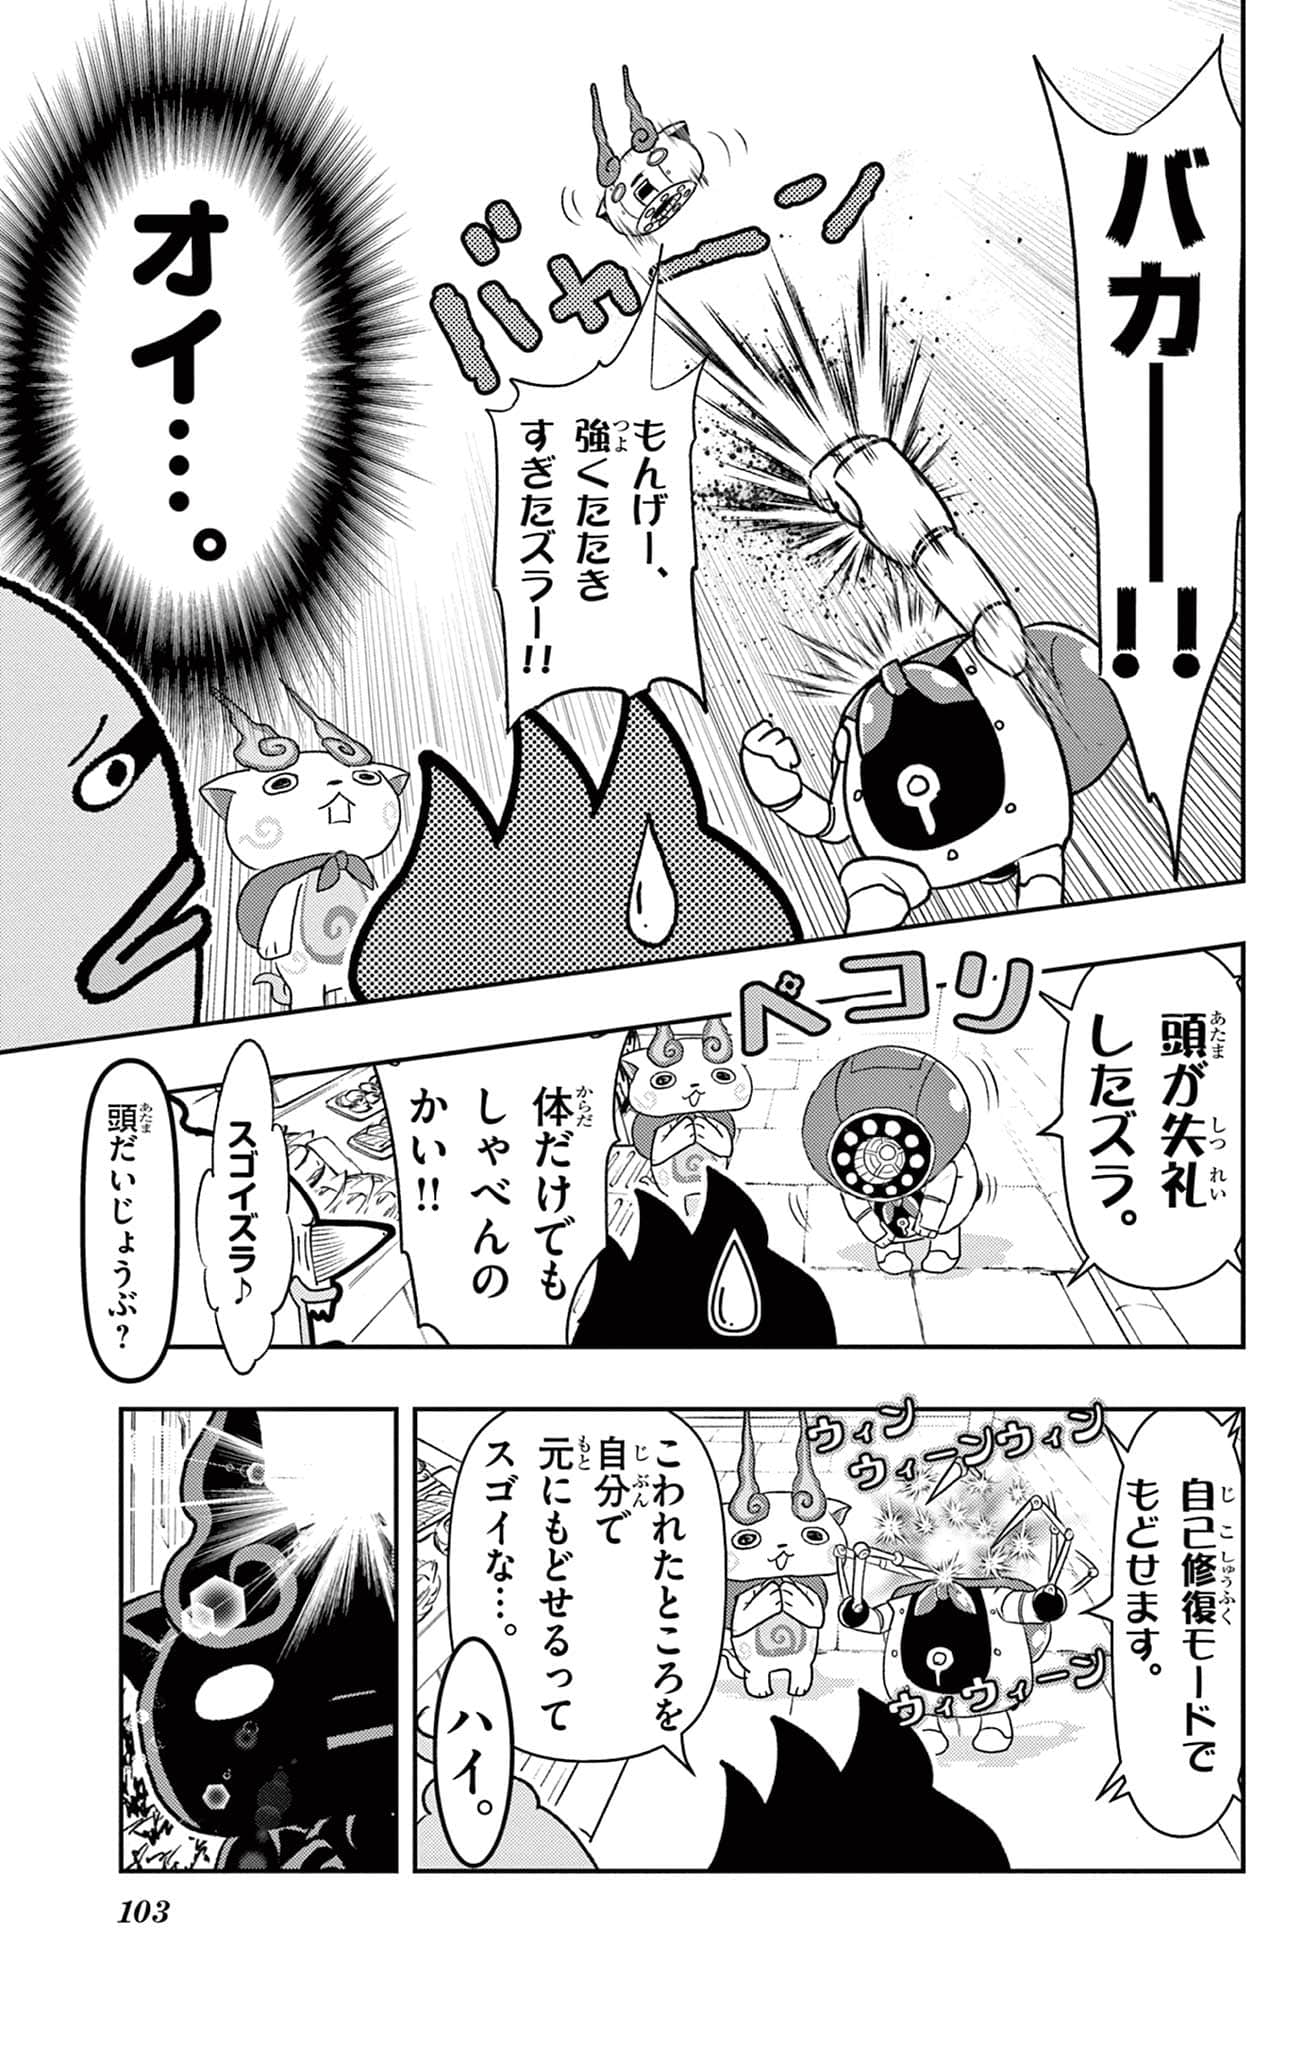 バカー!!
ジャーン
もんげー、
強くたたき
すぎたズラー!!
オイ…。
頭が失礼
したズラ。
ペコリ
体だけでも
しゃべんの
かい!!
スゴイズラ♪
頭だいじょうぶ?
自己修復モードで
もどせます。
ウィン
ウィーン
ウィン
ウィ
ウィーン
こわれたところを
自分で
元にもどせるって
スゴイな…。
ハイ。
103